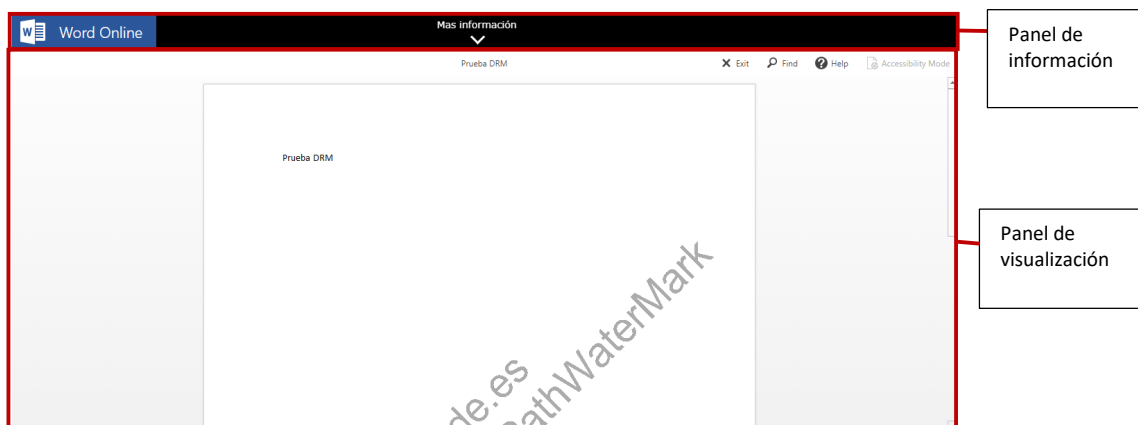 Word Online
Mas información
Panel de
información
Prueba DRM
Exit
Find
Help
Accessibility Mode
Prueba DRM
Panel de
visualización
de.es
athWaterMark